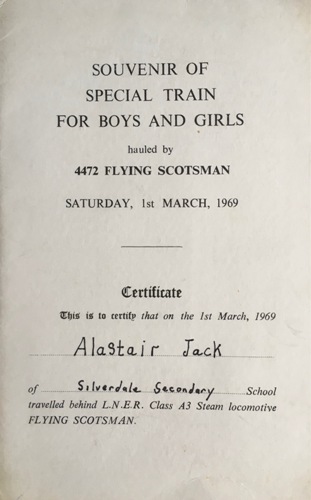 SOUVENIR OF
SPECIAL TRAIN
FOR BOYS AND GIRLS
hauled by
4472 FLYING SCOTSMAN
SATURDAY, 1st MARCH, 1969
Certificate
This is to certify that on the 1st March, 1969
Alastair Jack
of Silverdale Secondary School
travelled behind L.N.E.R. Class A3 Steam locomotive
FLYING SCOTSMAN.